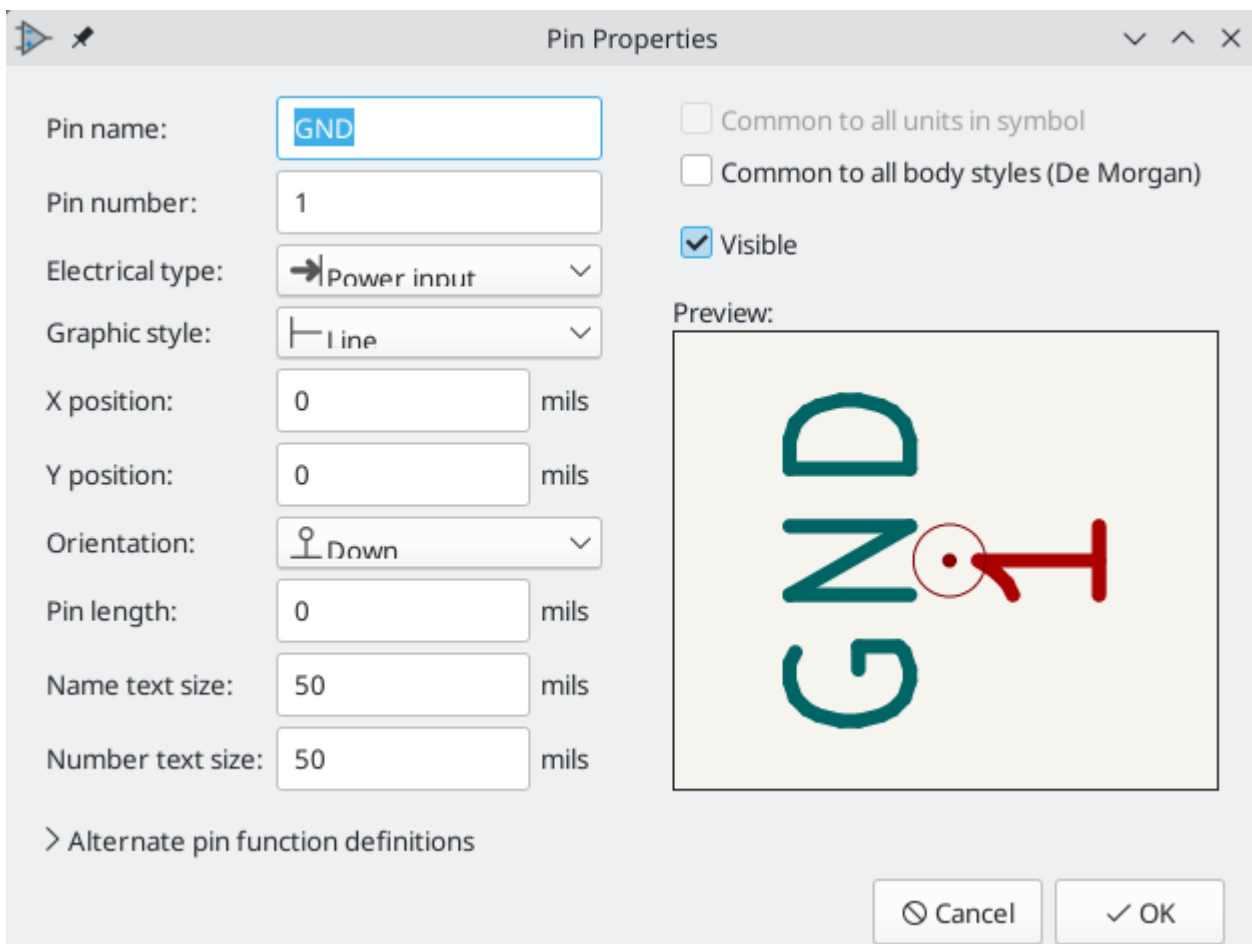 Pin Properties
Pin name:
GND
Pin number:
1
Electrical type:
Power input
Graphic style:
Line
X position:
0
mils
Y position:
0
mils
Orientation:
Down
Pin length:
0
mils
Name text size:
50
mils
Number text size:
50
mils
Alternate pin function definitions
Common to all units in symbol
Common to all body styles (De Morgan)
Visible
Preview:
GND
1
Cancel
OK